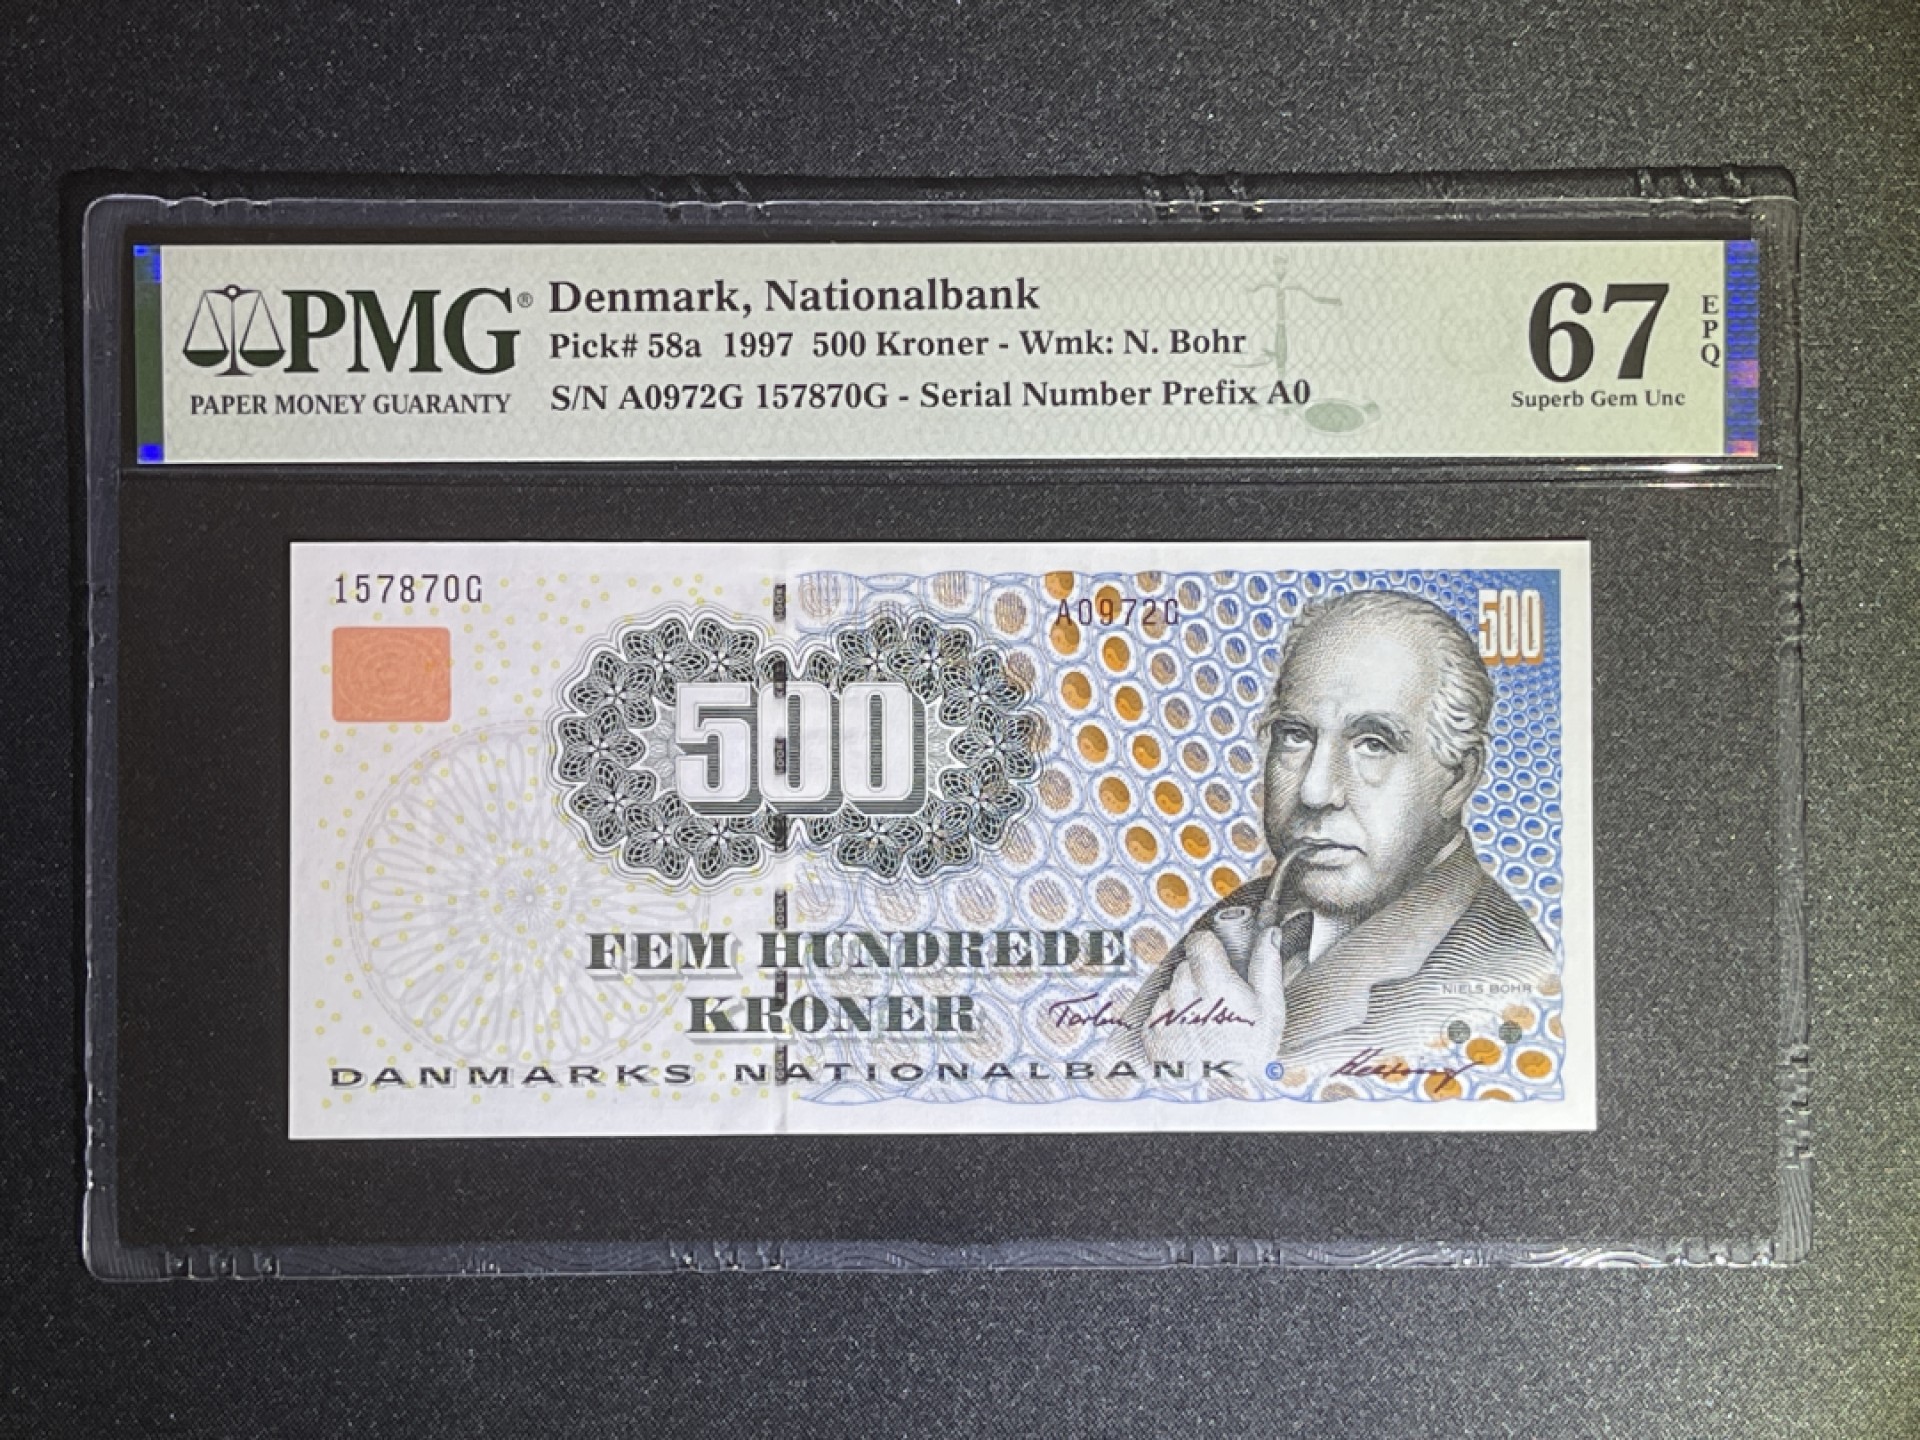 PMG®
PAPER MONEY GUARANTY
Denmark, Nationalbank
Pick# 58a 1997 500 Kroner - Wmk: N. Bohr
S/N A0972G 157870G - Serial Number Prefix A0
67
EPQ
Superb Gem Unc
157870G
A0972G
500
500
FEM HUNDREDE
KRONER
NIELS BOHR
DANMARKS NATIONALBANK ©